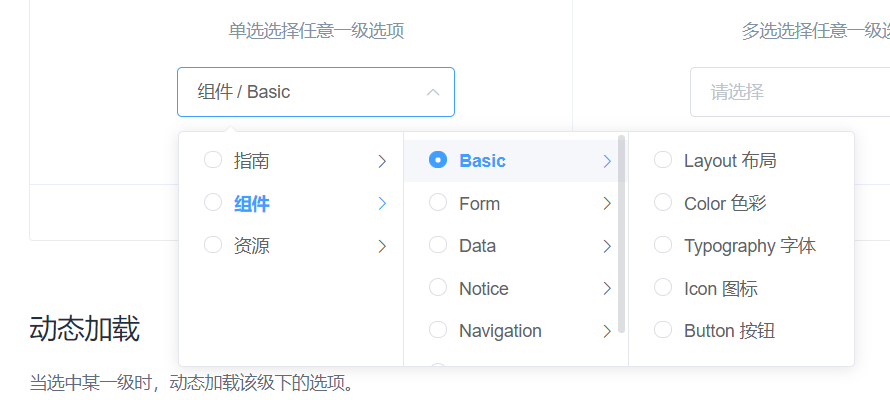 单选选择任意一级选项
多选选择任意一级
组件 / Basic
请选择
指南
组件
资源
Basic
Form
Data
Notice
Navigation
Layout 布局
Color 色彩
Typography 字体
Icon 图标
Button 按钮
动态加载
当选中某一级时，动态加载该级下的选项。